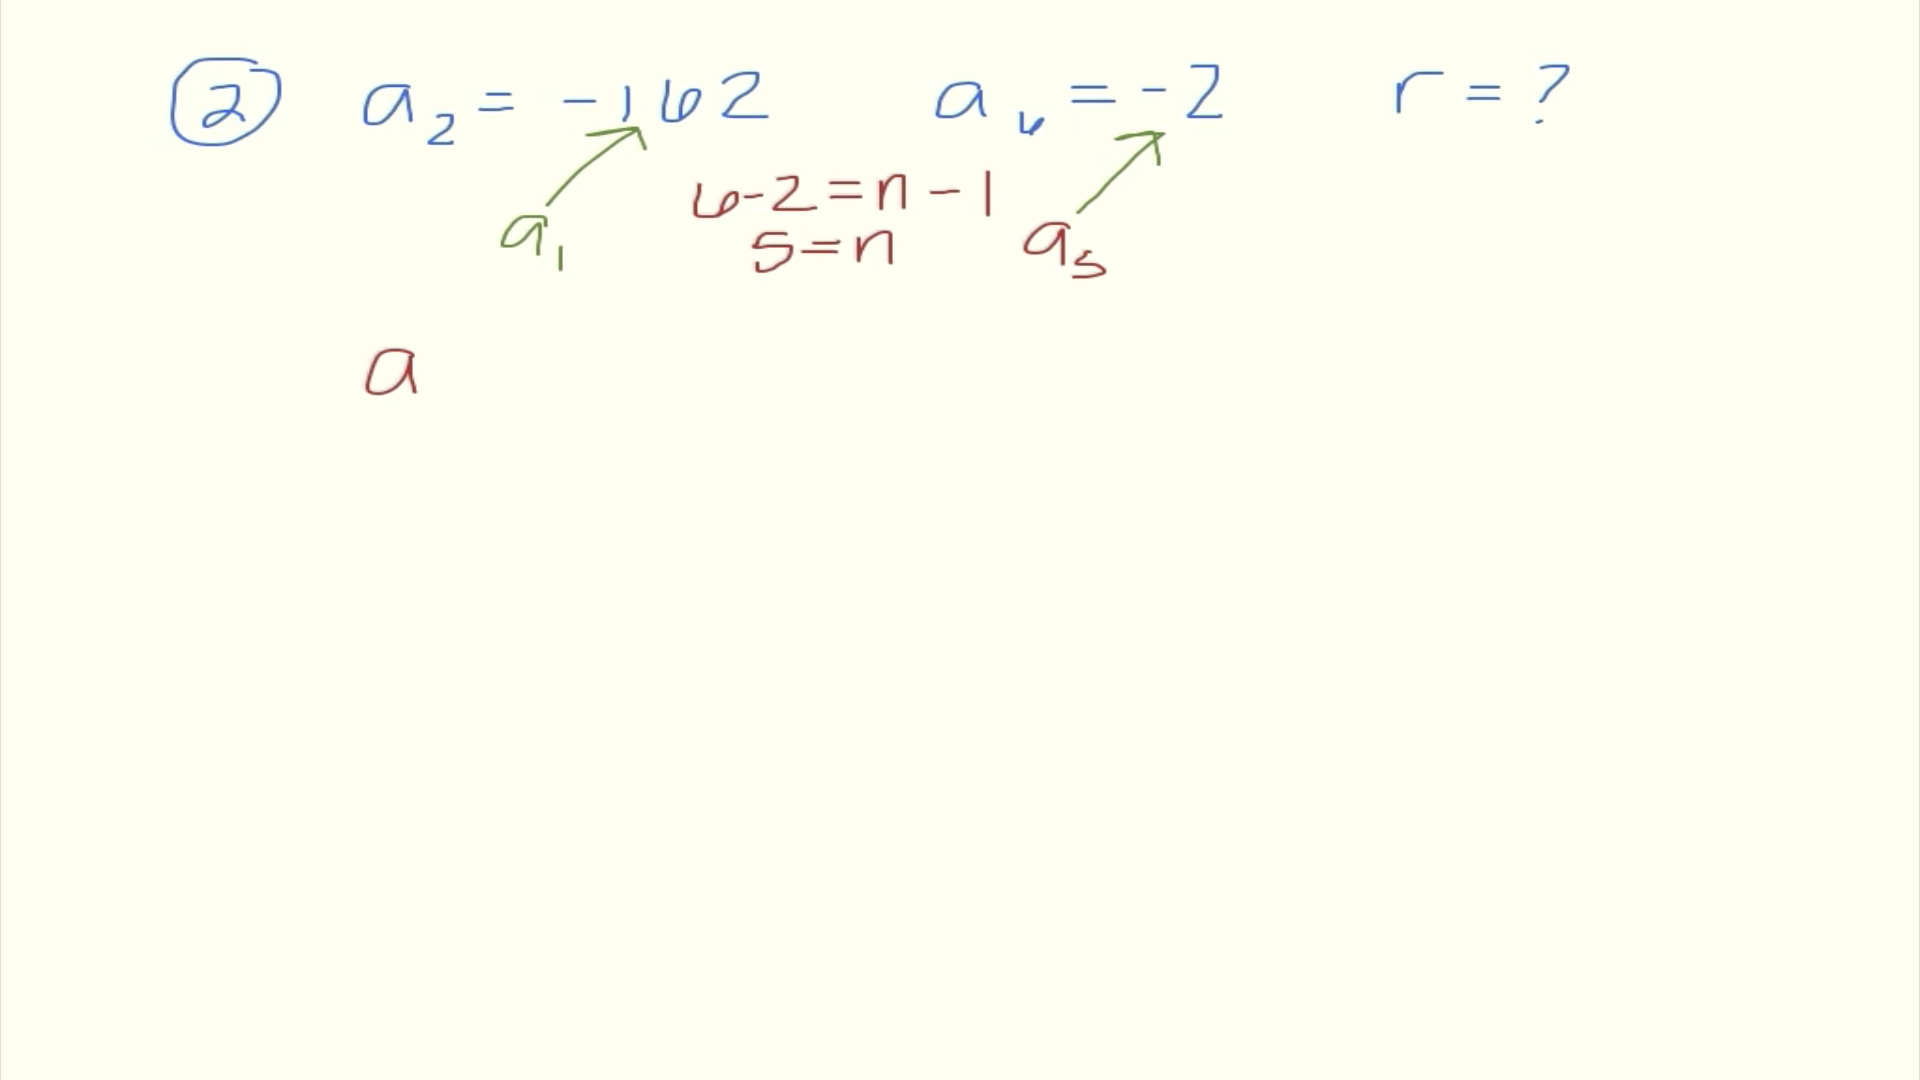 ② a₂ = -162 a₆ = -2 r = ?
6-2=n-1
a₁ 5=n a₅
a